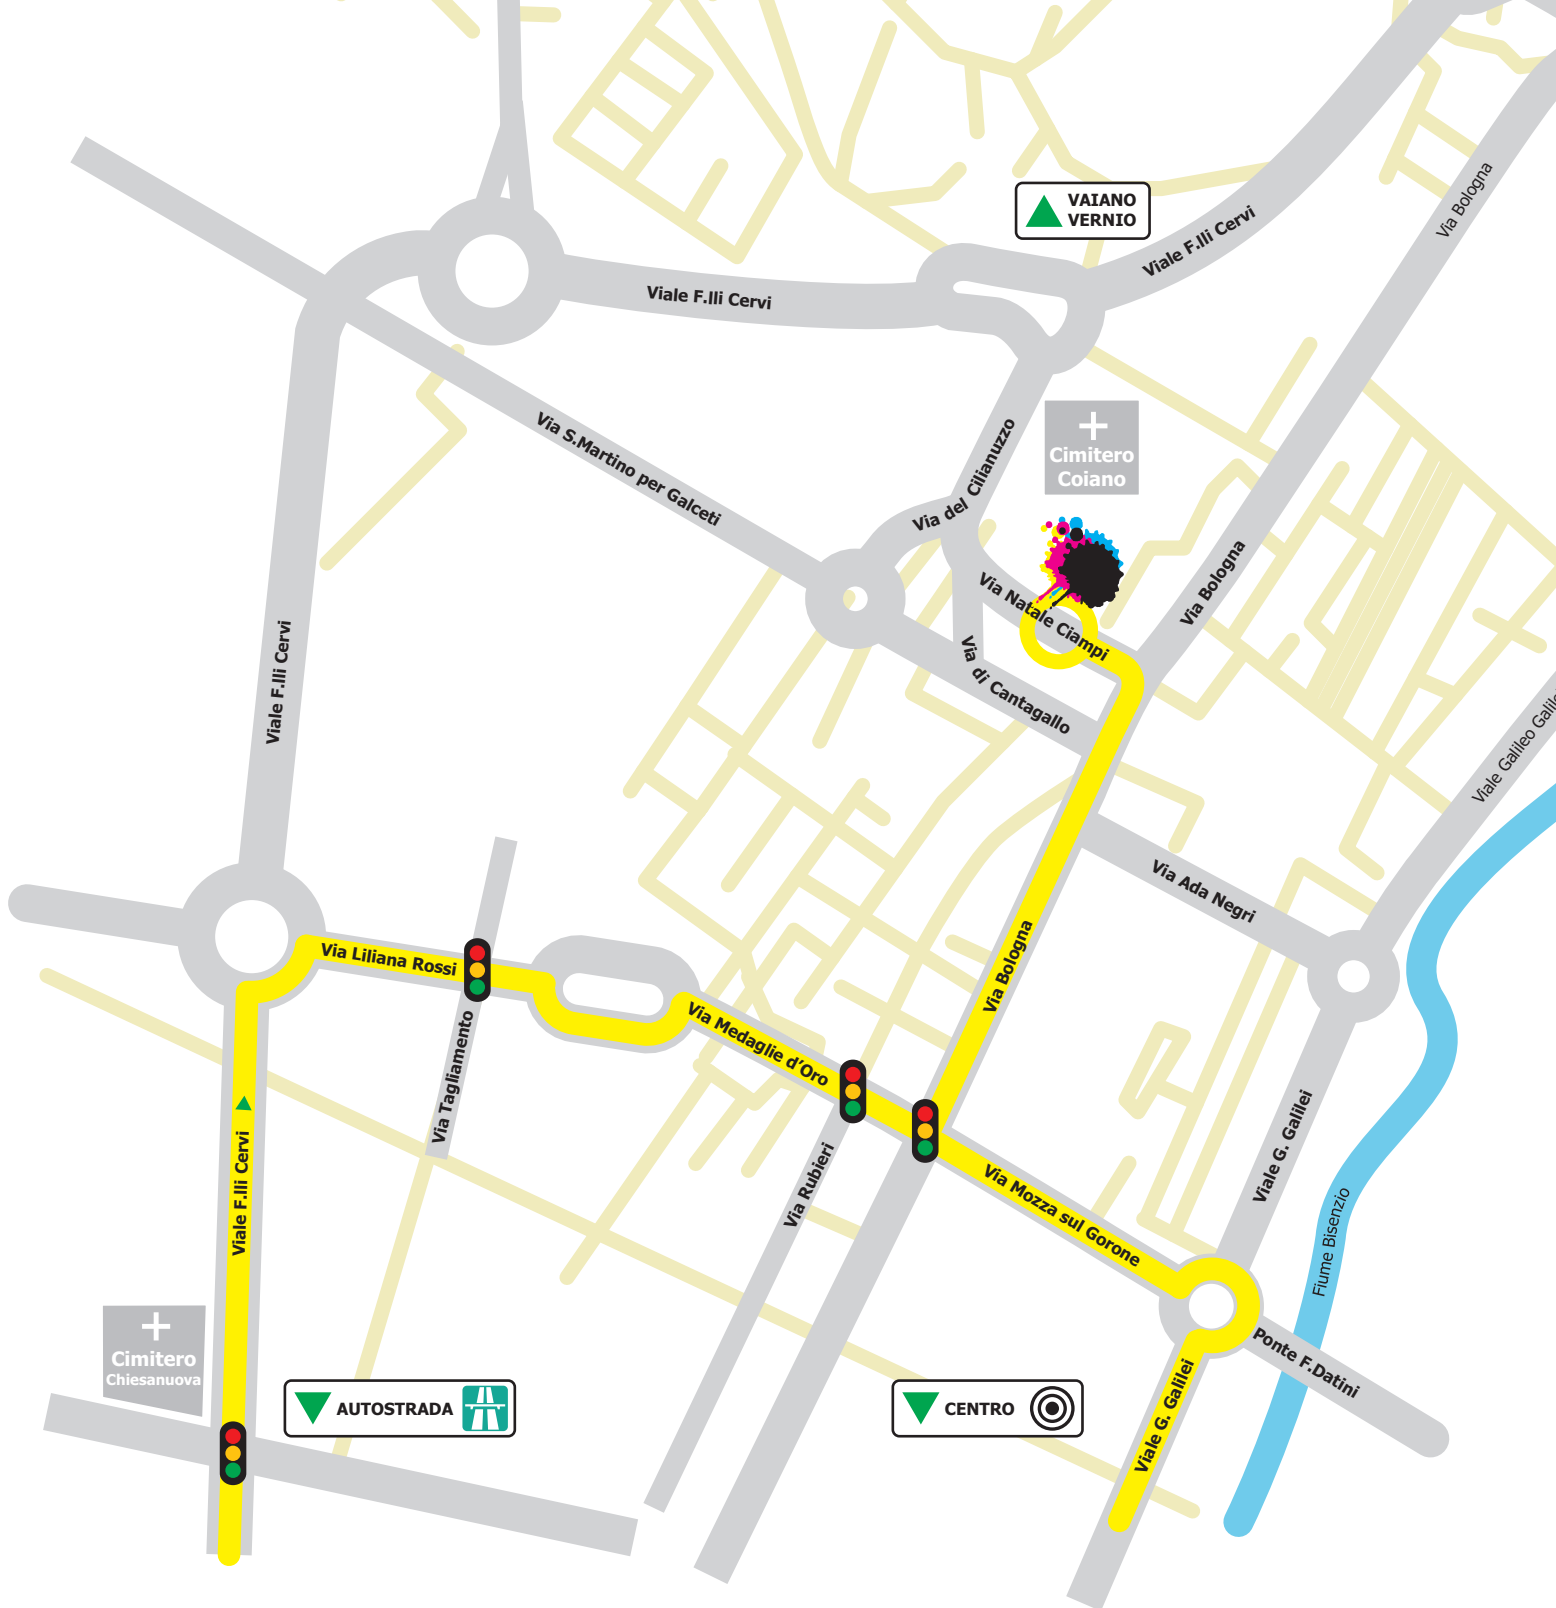 VAIANO
VERNIO
Viale F.lli Cervi
Via Bologna
Viale F.lli Cervi
Via S.Martino per Galceti
Via del Cilianuzzo
Cimitero
Coiano
Via Bologna
Via Natale Ciampi
Via di Cantagallo
Viale F.lli Cervi
Viale Galileo Galilei
Via Ada Negri
Via Liliana Rossi
Via Bologna
Via Medaglie d'Oro
Via Tagliamento
Viale F.lli Cervi
Via Rubieri
Via Mozza sul Gorone
Viale G. Galilei
Fiume Bisenzio
Cimitero
Chiesanuova
Ponte F.Datini
AUTOSTRADA
CENTRO
Viale G. Galilei